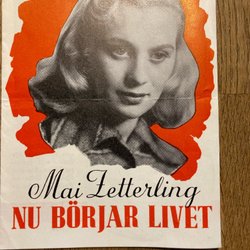 Mai Zetterling
NU BÖRJAR LIVET